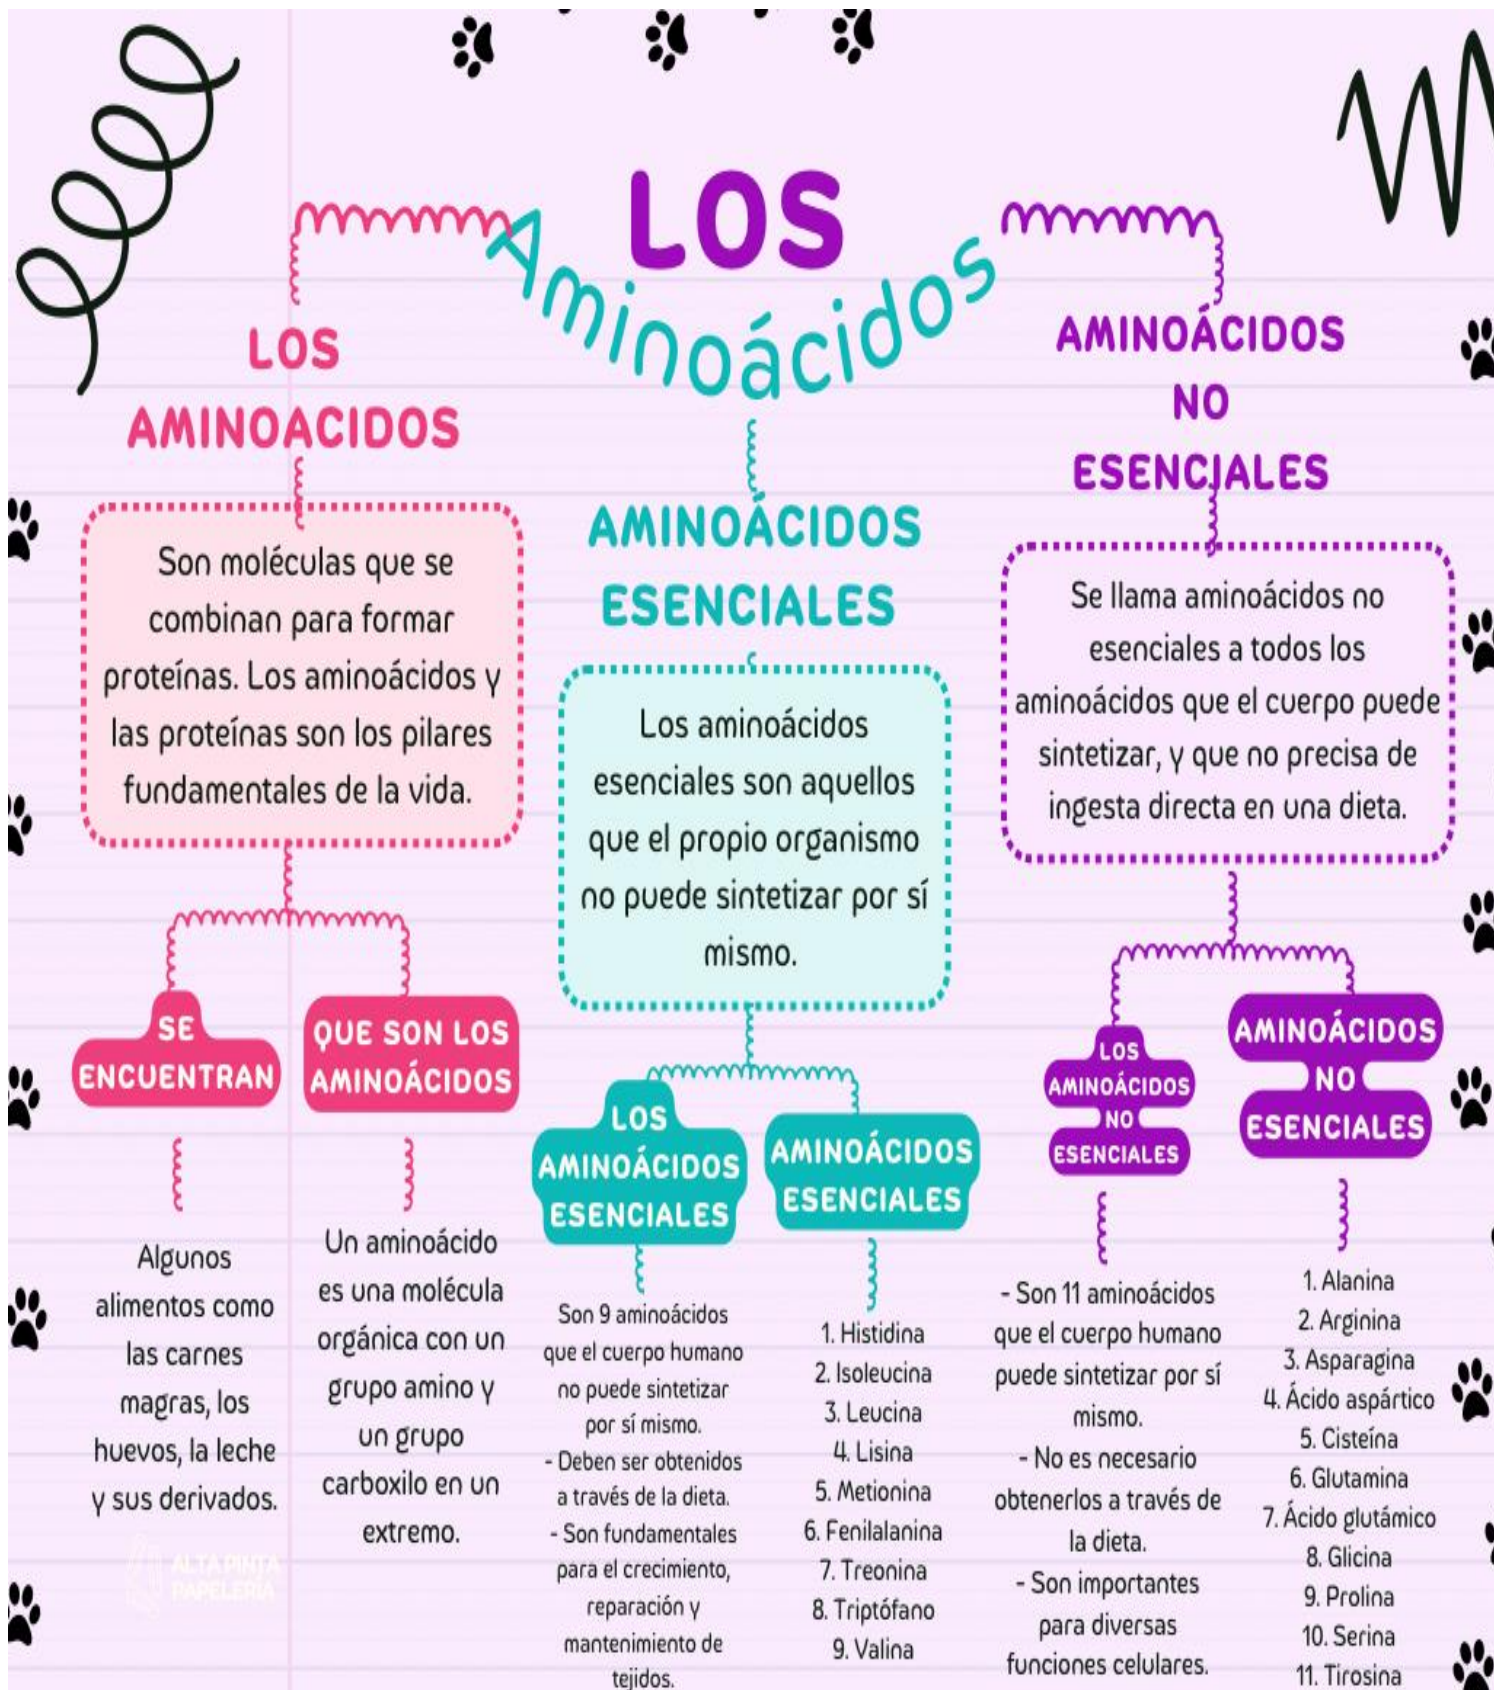 LOS
Aminoácidos
LOS
AMINOACIDOS
Son moléculas que se
combinan para formar
proteínas. Los aminoácidos y
las proteínas son los pilares
fundamentales de la vida.
SE
ENCUENTRAN
Algunos
alimentos como
las carnes
magras, los
huevos, la leche
y sus derivados.
QUE SON LOS
AMINOÁCIDOS
Un aminoácido
es una molécula
orgánica con un
grupo amino y
un grupo
carboxilo en un
extremo.
AMINOÁCIDOS
ESENCIALES
Los aminoácidos
esenciales son aquellos
que el propio organismo
no puede sintetizar por sí
mismo.
LOS
AMINOÁCIDOS
ESENCIALES
Son 9 aminoácidos
que el cuerpo humano
no puede sintetizar
por sí mismo.
- Deben ser obtenidos
a través de la dieta.
- Son fundamentales
para el crecimiento,
reparación y
mantenimiento de
tejidos.
AMINOÁCIDOS
ESENCIALES
1. Histidina
2. Isoleucina
3. Leucina
4. Lisina
5. Metionina
6. Fenilalanina
7. Treonina
8. Triptófano
9. Valina
AMINOÁCIDOS
NO
ESENCIALES
Se llama aminoácidos no
esenciales a todos los
aminoácidos que el cuerpo puede
sintetizar, y que no precisa de
ingesta directa en una dieta.
LOS
AMINOÁCIDOS
NO
ESENCIALES
- Son 11 aminoácidos
que el cuerpo humano
puede sintetizar por sí
mismo.
- No es necesario
obtenerlos a través de
la dieta.
- Son importantes
para diversas
funciones celulares.
AMINOÁCIDOS
NO
ESENCIALES
1. Alanina
2. Arginina
3. Asparagina
4. Ácido aspártico
5. Cisteína
6. Glutamina
7. Ácido glutámico
8. Glicina
9. Prolina
10. Serina
11. Tirosina
ALTA PINTA
PAPELERÍA